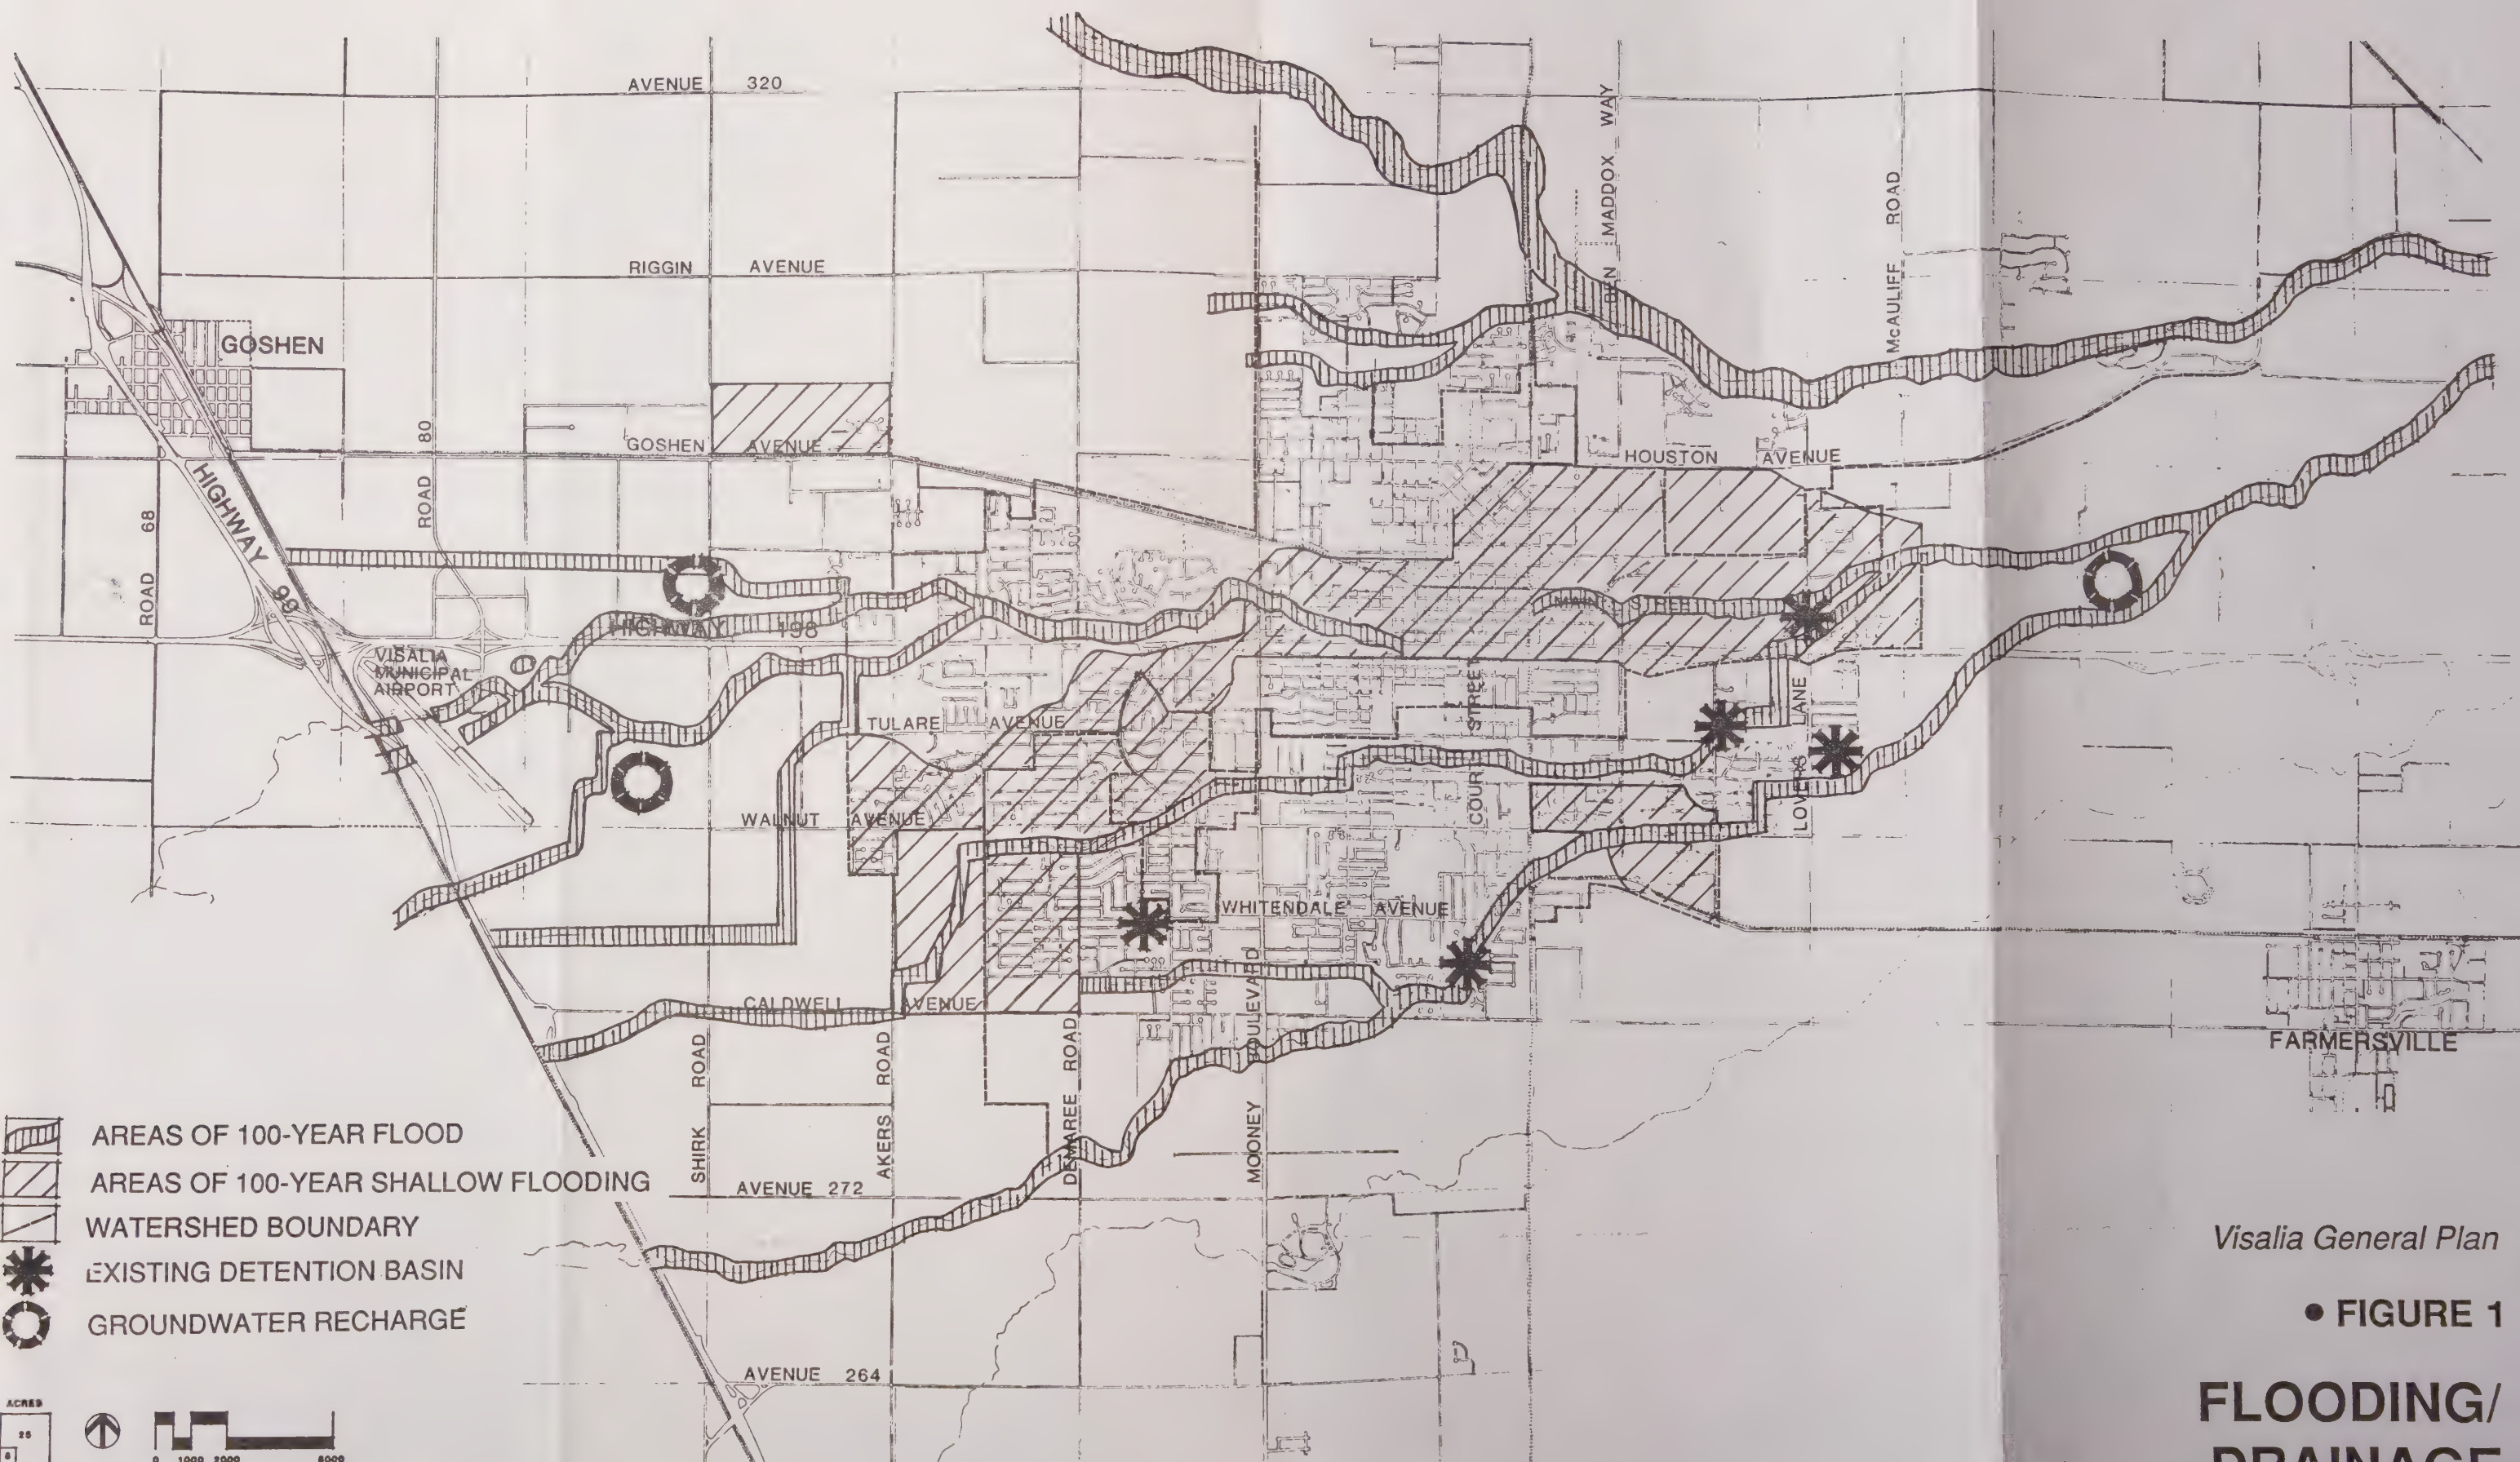 AVENUE 320
BEN MADDOX WAY
McAULIFF ROAD
RIGGIN AVENUE
GOSHEN
ROAD 80
GOSHEN AVENUE
HOUSTON AVENUE
HIGHWAY 99
ROAD 68
MAIN STREET
HIGHWAY 198
VISALIA
MUNICIPAL
AIRPORT
TULARE AVENUE
COURT STREET
LOVERS LANE
WALNUT AVENUE
WHITENDALE AVENUE
CALDWELL AVENUE
SHIRK ROAD
AKERS ROAD
DEMAREE ROAD
MOONEY BOULEVARD
FARMERSVILLE
AVENUE 272
AVENUE 264
AREAS OF 100-YEAR FLOOD
AREAS OF 100-YEAR SHALLOW FLOODING
WATERSHED BOUNDARY
EXISTING DETENTION BASIN
GROUNDWATER RECHARGE
ACRES
0 1000 2000
Visalia General Plan
• FIGURE 1
FLOODING/
DRAINAGE